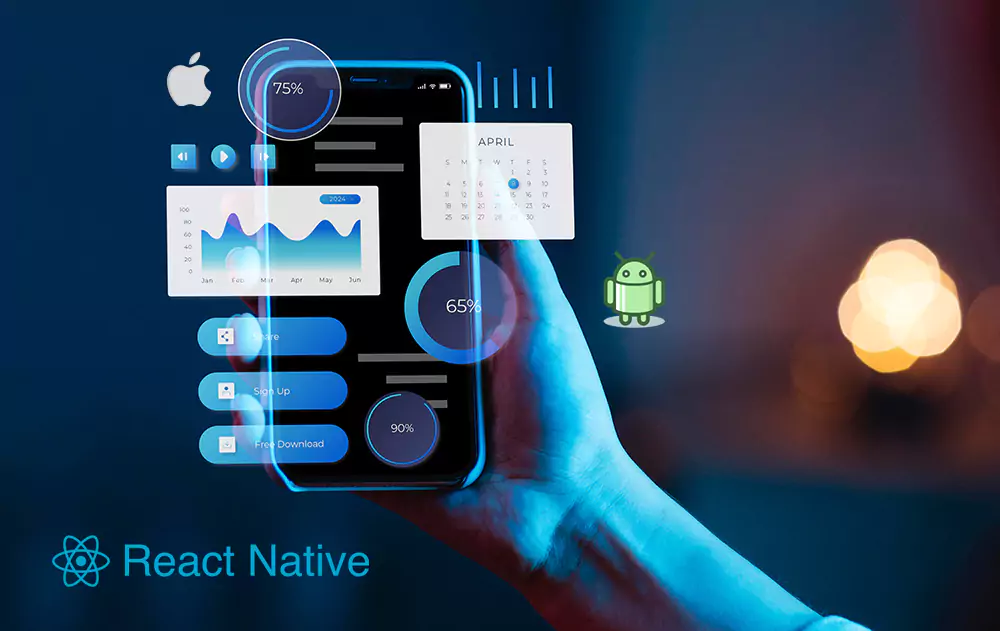 75%
APRIL
S M T W T F S
1 2 3
4 5 6 7 8 9 10
11 12 13 14 15 16 17
18 19 20 21 22 23 24
25 26 27 28 29 30
2024
100
80
60
40
20
0
Jan Feb Mar Apr May Jun
65%
Share
Sign Up
Free Download
90%
React Native